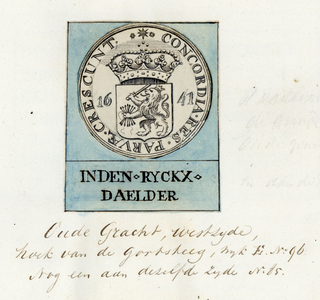 CONCORDIA·RES·PARVÆ·CRESCUNT·
16 41
INDEN·RYCKX·
DAELDER
Oude Gracht, westzyde,
hoek van de Gortsteeg, Wyk E. No 96.
Nog een aan dezelfde zyde No 85.